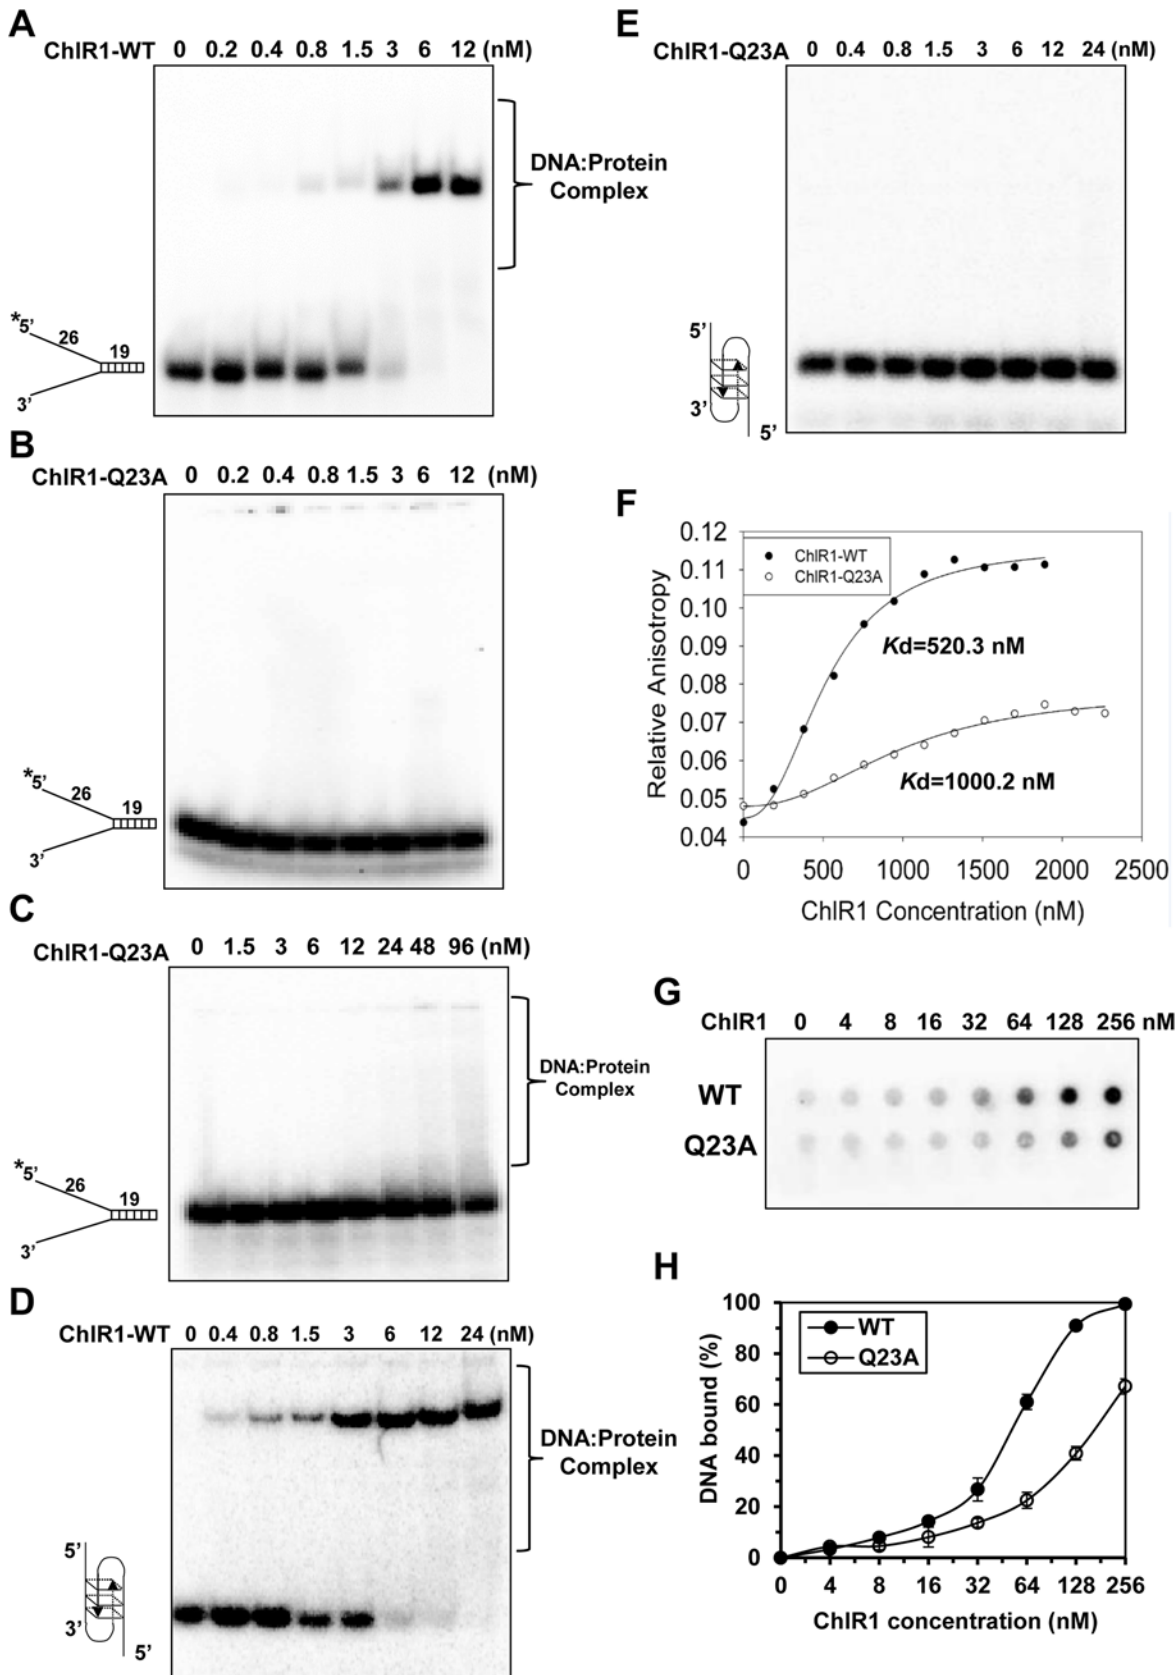 A
ChlR1-WT 0 0.2 0.4 0.8 1.5 3 6 12 (nM)
DNA:Protein
Complex
*5'
26
19
3'
B
ChlR1-Q23A 0 0.2 0.4 0.8 1.5 3 6 12 (nM)
*5'
26
19
3'
C
ChlR1-Q23A 0 1.5 3 6 12 24 48 96 (nM)
DNA:Protein
Complex
*5'
26
19
3'
D
ChlR1-WT 0 0.4 0.8 1.5 3 6 12 24 (nM)
DNA:Protein
Complex
5'
3'
5'
E
ChlR1-Q23A 0 0.4 0.8 1.5 3 6 12 24 (nM)
5'
3'
5'
F
0.12
0.11
0.10
0.09
0.08
0.07
0.06
0.05
0.04
Relative Anisotropy
ChlR1-WT
ChlR1-Q23A
Kd=520.3 nM
Kd=1000.2 nM
0 500 1000 1500 2000 2500
ChlR1 Concentration (nM)
G
ChlR1 0 4 8 16 32 64 128 256 nM
WT
Q23A
H
100
80
60
40
20
0
DNA bound (%)
WT
Q23A
0 4 8 16 32 64 128 256
ChlR1 concentration (nM)